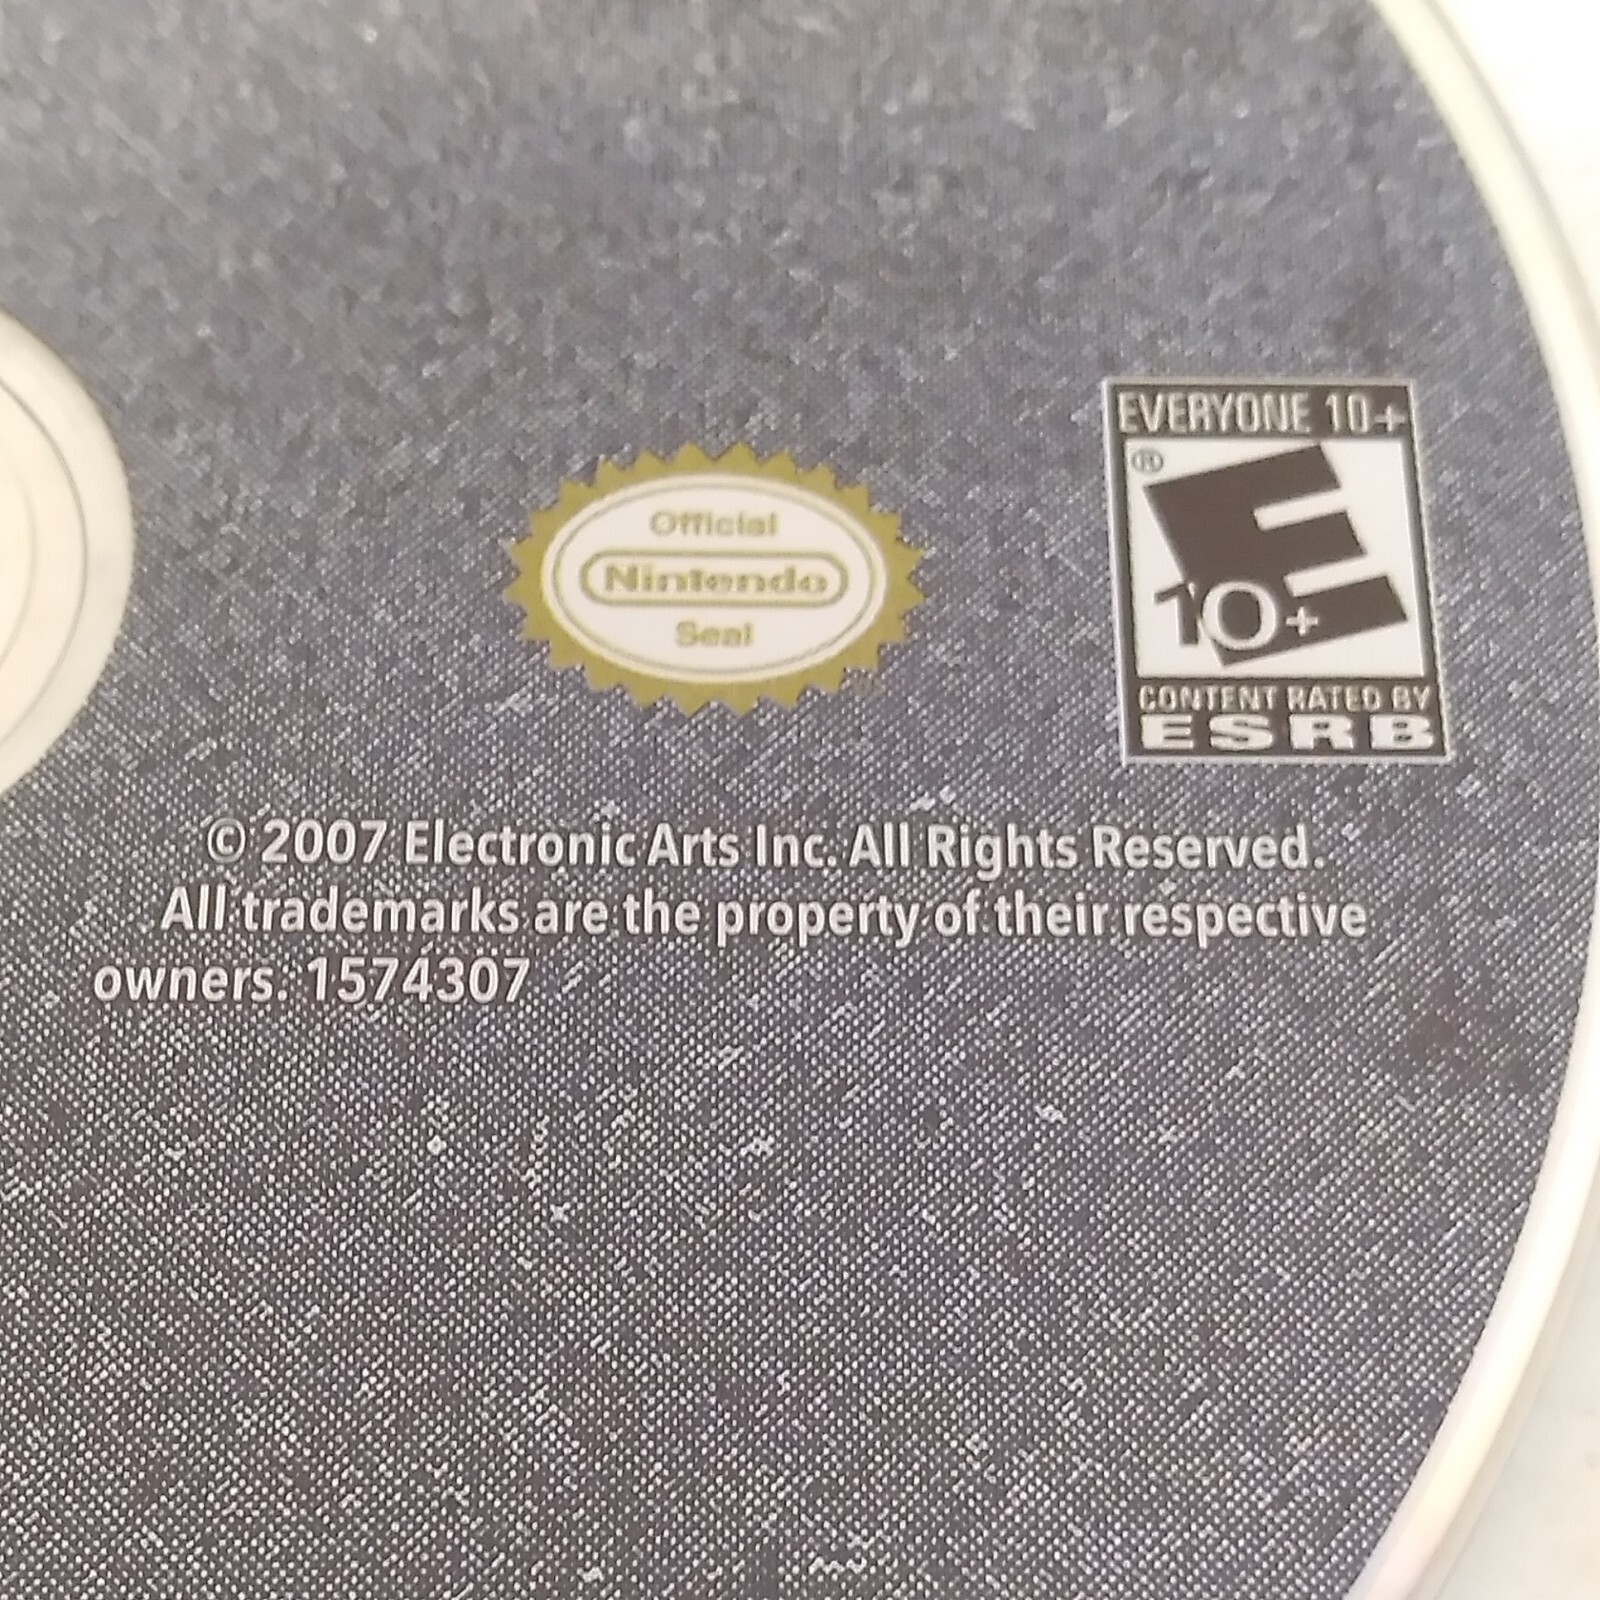 EVERYONE 10+
®
E
10+
CONTENT RATED BY
ESRB
Official
Nintendo
Seal
© 2007 Electronic Arts Inc. All Rights Reserved.
All trademarks are the property of their respective
owners. 1574307